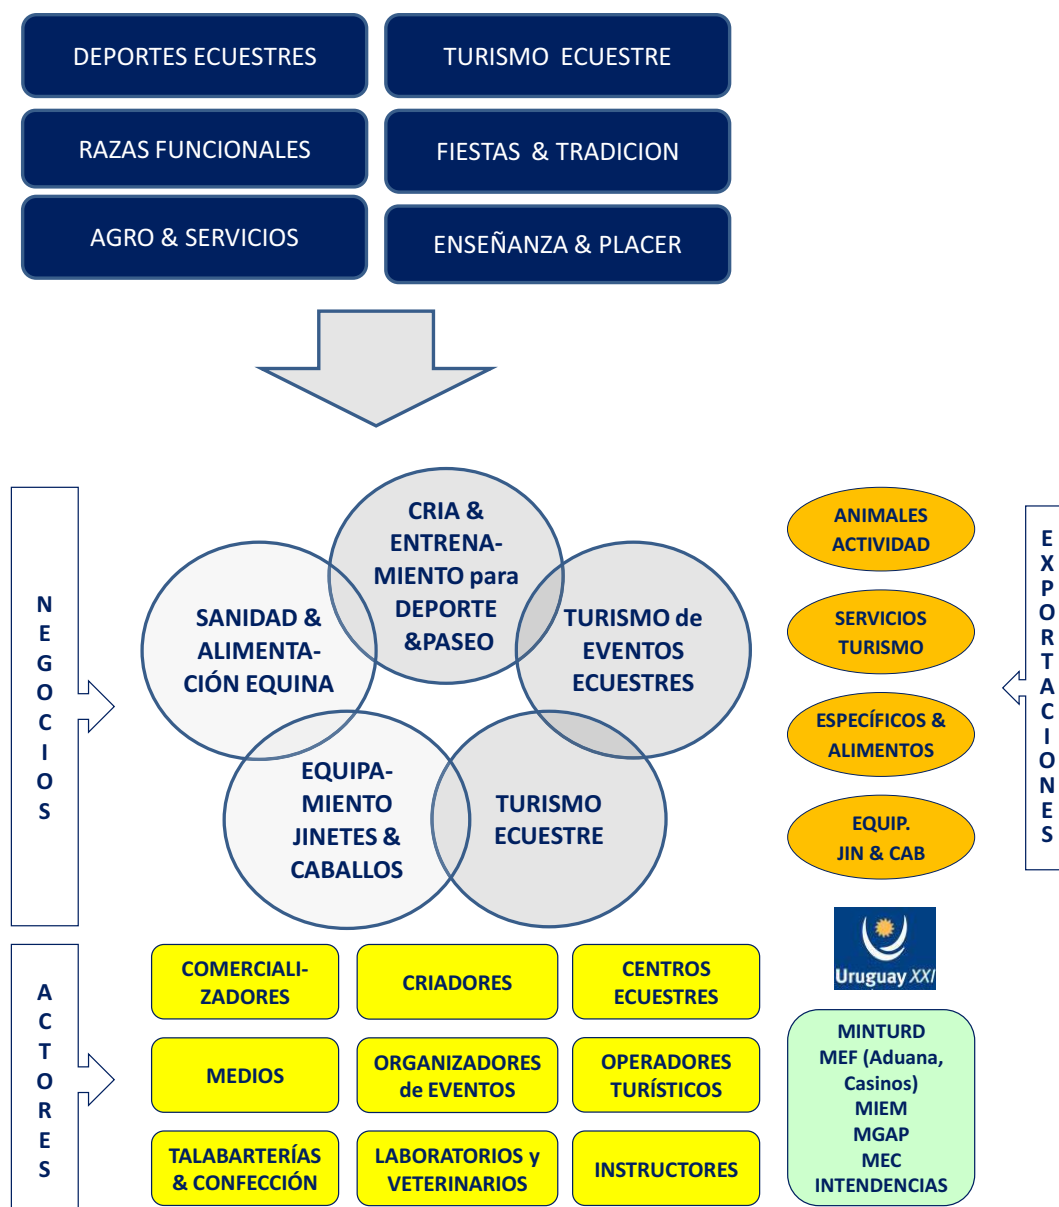 DEPORTES ECUESTRES
TURISMO ECUESTRE
RAZAS FUNCIONALES
FIESTAS & TRADICION
AGRO & SERVICIOS
ENSEÑANZA & PLACER
NEGOCIOS
CRIA &
ENTRENA-
MIENTO para
DEPORTE
&PASEO
SANIDAD &
ALIMENTA-
CIÓN EQUINA
TURISMO de
EVENTOS
ECUESTRES
EQUIPA-
MIENTO
JINETES &
CABALLOS
TURISMO
ECUESTRE
ANIMALES
ACTIVIDAD
SERVICIOS
TURISMO
ESPECÍFICOS &
ALIMENTOS
EQUIP.
JIN & CAB
EXPORTACIONES
Uruguay XXI
ACTORES
COMERCIALI-
ZADORES
CRIADORES
CENTROS
ECUESTRES
MEDIOS
ORGANIZADORES
de EVENTOS
OPERADORES
TURÍSTICOS
TALABARTERÍAS
& CONFECCIÓN
LABORATORIOS y
VETERINARIOS
INSTRUCTORES
MINTURD
MEF (Aduana,
Casinos)
MIEM
MGAP
MEC
INTENDENCIAS